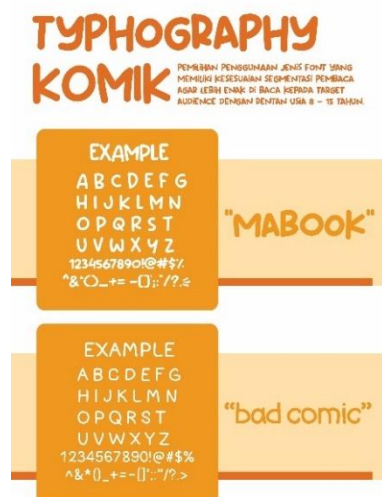 TYPHOGRAPHY
KOMIK
PEMILIHAN PENGGUNAAN JENIS FONT YANG
MEMILIKI KESESUAIAN SEGMENTASI PEMBACA
AGAR LEBIH ENAK DI BACA KEPADA TARGET
AUDIENCE DENGAN RENTAN USIA 8 - 15 TAHUN.
EXAMPLE
A B C D E F G
H I J K L M N
O P Q R S T
U V W X Y Z
1234567890!@#$%
^&*()_+= -[]';:"/?.<
"MABOOK"
EXAMPLE
A B C D E F G
H I J K L M N
O P Q R S T
U V W X Y Z
1234567890!@#$%
^&*()_+=-[]';:"/?.>
"bad comic"